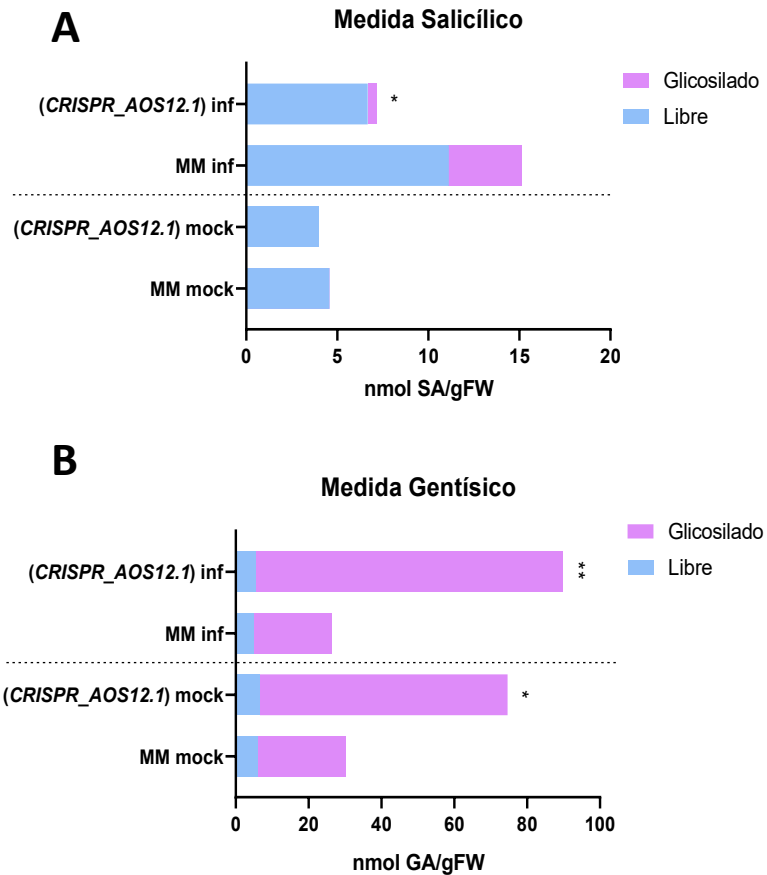 A
Medida Salicílico
(CRISPR_AOS12.1) inf
*
MM inf
(CRISPR_AOS12.1) mock
MM mock
0 5 10 15 20
nmol SA/gFW
Glicosilado
Libre
B
Medida Gentísico
(CRISPR_AOS12.1) inf
**
MM inf
(CRISPR_AOS12.1) mock
*
MM mock
0 20 40 60 80 100
nmol GA/gFW
Glicosilado
Libre